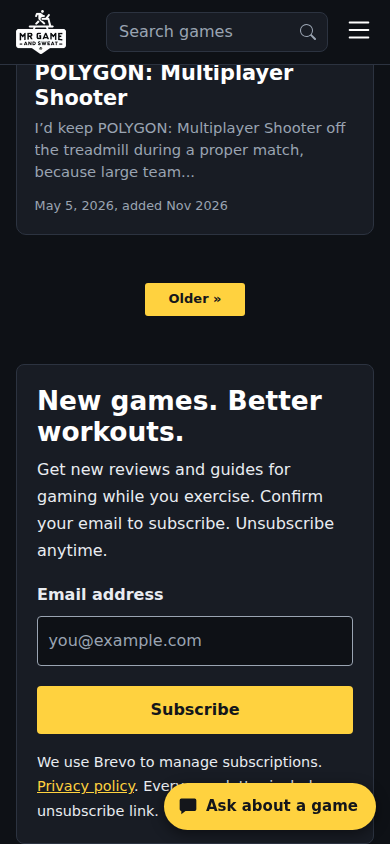 MR GAME
AND SWEAT
Search games
POLYGON: Multiplayer
Shooter
I’d keep POLYGON: Multiplayer Shooter off
the treadmill during a proper match,
because large team...
May 5, 2026, added Nov 2026
Older »
New games. Better
workouts.
Get new reviews and guides for
gaming while you exercise. Confirm
your email to subscribe. Unsubscribe
anytime.
Email address
you@example.com
Subscribe
We use Brevo to manage subscriptions.
Privacy policy.
unsubscribe link.
Ask about a game